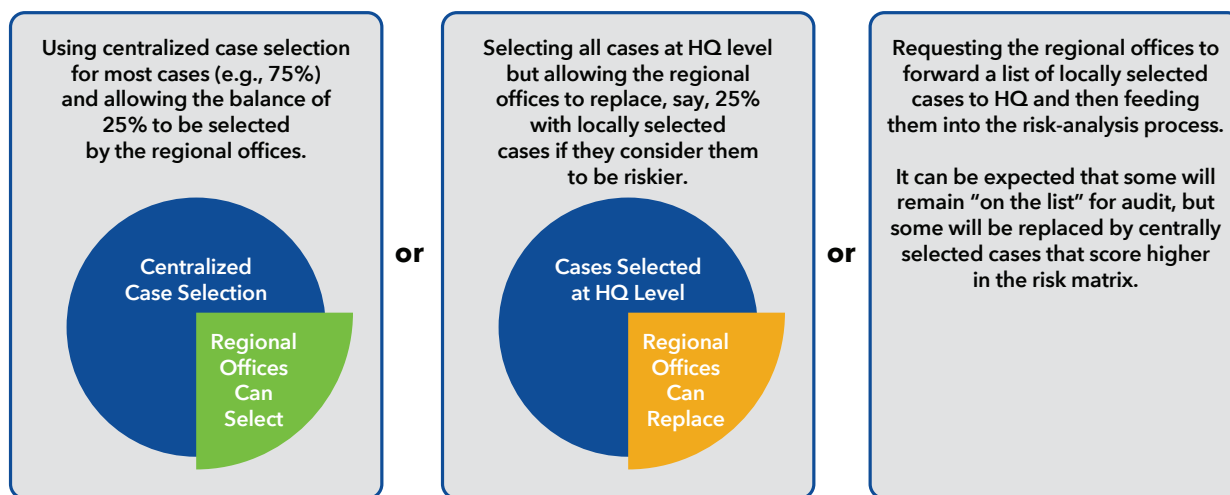 Using centralized case selection
for most cases (e.g., 75%)
and allowing the balance of
25% to be selected
by the regional offices.
Centralized
Case Selection
Regional
Offices
Can
Select
or
Selecting all cases at HQ level
but allowing the regional
offices to replace, say, 25%
with locally selected
cases if they consider them
to be riskier.
Cases Selected
at HQ Level
Regional
Offices
Can
Replace
or
Requesting the regional offices to
forward a list of locally selected
cases to HQ and then feeding
them into the risk-analysis process.
It can be expected that some will
remain “on the list” for audit, but
some will be replaced by centrally
selected cases that score higher
in the risk matrix.